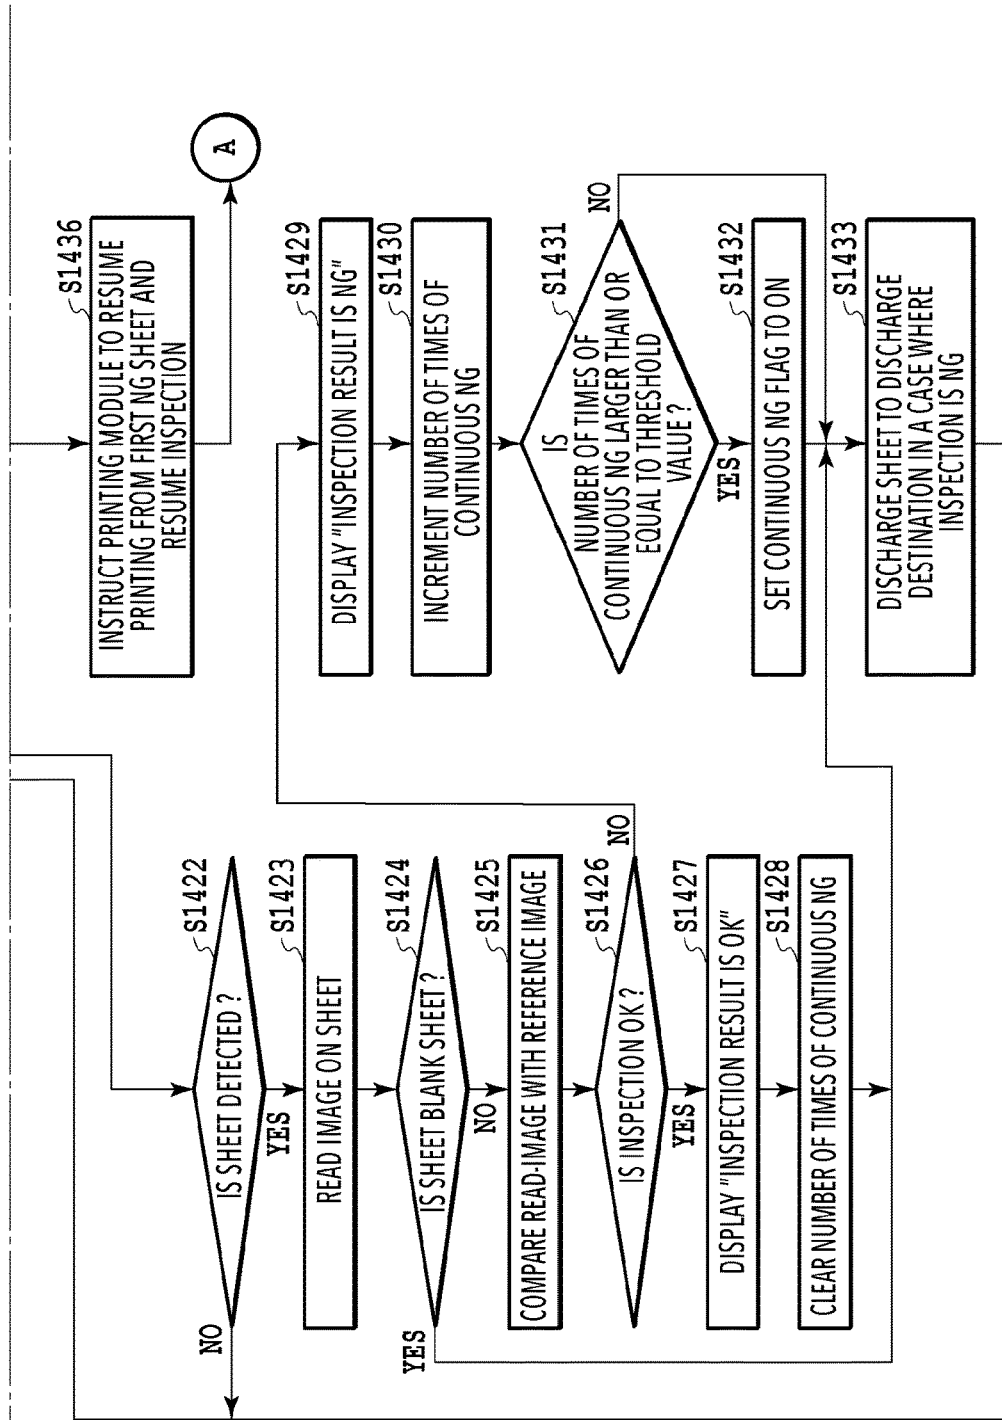 S1422
IS SHEET DETECTED ?
NO
YES
S1423
READ IMAGE ON SHEET
S1424
IS SHEET BLANK SHEET ?
YES
NO
S1425
COMPARE READ-IMAGE WITH REFERENCE IMAGE
S1426
IS INSPECTION OK ?
NO
YES
S1427
DISPLAY "INSPECTION RESULT IS OK"
S1428
CLEAR NUMBER OF TIMES OF CONTINUOUS NG
S1436
INSTRUCT PRINTING MODULE TO RESUME
PRINTING FROM FIRST NG SHEET AND
RESUME INSPECTION
A
S1429
DISPLAY "INSPECTION RESULT IS NG"
S1430
INCREMENT NUMBER OF TIMES OF
CONTINUOUS NG
S1431
IS
NUMBER OF TIMES OF
CONTINUOUS NG LARGER THAN OR
EQUAL TO THRESHOLD
VALUE ?
NO
YES
S1432
SET CONTINUOUS NG FLAG TO ON
S1433
DISCHARGE SHEET TO DISCHARGE
DESTINATION IN A CASE WHERE
INSPECTION IS NG